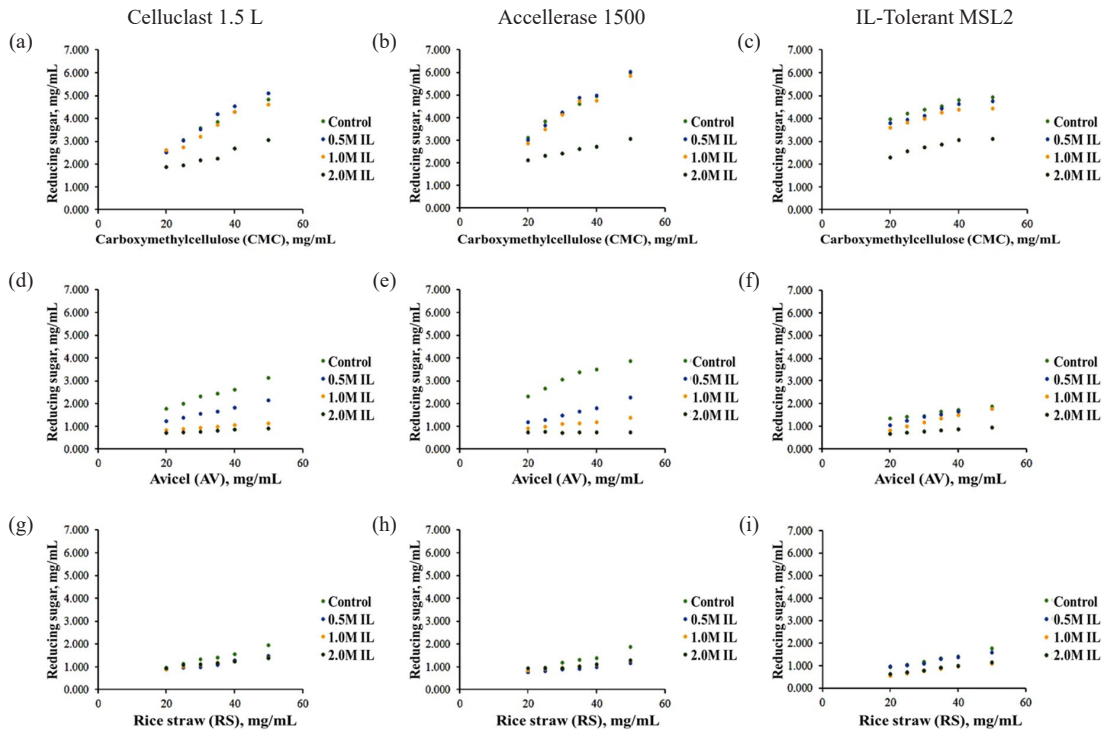 Celluclast 1.5 L
Accellerase 1500
IL-Tolerant MSL2
(a)
Reducing sugar, mg/mL
7.000
6.000
5.000
4.000
3.000
2.000
1.000
0.000
0
20
40
60
Carboxymethylcellulose (CMC), mg/mL
Control
0.5M IL
1.0M IL
2.0M IL
(b)
Reducing sugar, mg/mL
7.000
6.000
5.000
4.000
3.000
2.000
1.000
0.000
0
20
40
60
Carboxymethylcellulose (CMC), mg/mL
Control
0.5M IL
1.0M IL
2.0M IL
(c)
Reducing sugar, mg/mL
7.000
6.000
5.000
4.000
3.000
2.000
1.000
0.000
0
20
40
60
Carboxymethylcellulose (CMC), mg/mL
Control
0.5M IL
1.0M IL
2.0M IL
(d)
Reducing sugar, mg/mL
7.000
6.000
5.000
4.000
3.000
2.000
1.000
0.000
0
20
40
60
Avicel (AV), mg/mL
Control
0.5M IL
1.0M IL
2.0M IL
(e)
Reducing sugar, mg/mL
7.000
6.000
5.000
4.000
3.000
2.000
1.000
0.000
0
20
40
60
Avicel (AV), mg/mL
Control
0.5M IL
1.0M IL
2.0M IL
(f)
Reducing sugar, mg/mL
7.000
6.000
5.000
4.000
3.000
2.000
1.000
0.000
0
20
40
60
Avicel (AV), mg/mL
Control
0.5M IL
1.0M IL
2.0M IL
(g)
Reducing sugar, mg/mL
7.000
6.000
5.000
4.000
3.000
2.000
1.000
0.000
0
20
40
60
Rice straw (RS), mg/mL
Control
0.5M IL
1.0M IL
2.0M IL
(h)
Reducing sugar, mg/mL
7.000
6.000
5.000
4.000
3.000
2.000
1.000
0.000
0
20
40
60
Rice straw (RS), mg/mL
Control
0.5M IL
1.0M IL
2.0M IL
(i)
Reducing sugar, mg/mL
7.000
6.000
5.000
4.000
3.000
2.000
1.000
0.000
0
20
40
60
Rice straw (RS), mg/mL
Control
0.5M IL
1.0M IL
2.0M IL